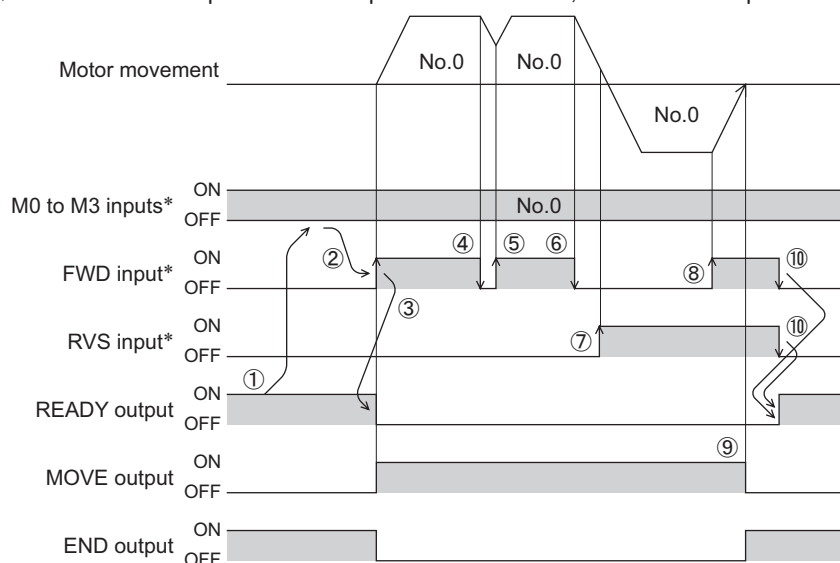 Motor movement
No.0 No.0
No.0
M0 to M3 inputs*
ON
OFF
No.0
FWD input*
ON
OFF
② ④ ⑤ ⑥ ⑧ ⑩
RVS input*
ON
OFF
③ ⑦ ⑩
READY output
ON
OFF
①
MOVE output
ON
OFF
⑨
END output
ON
OFF